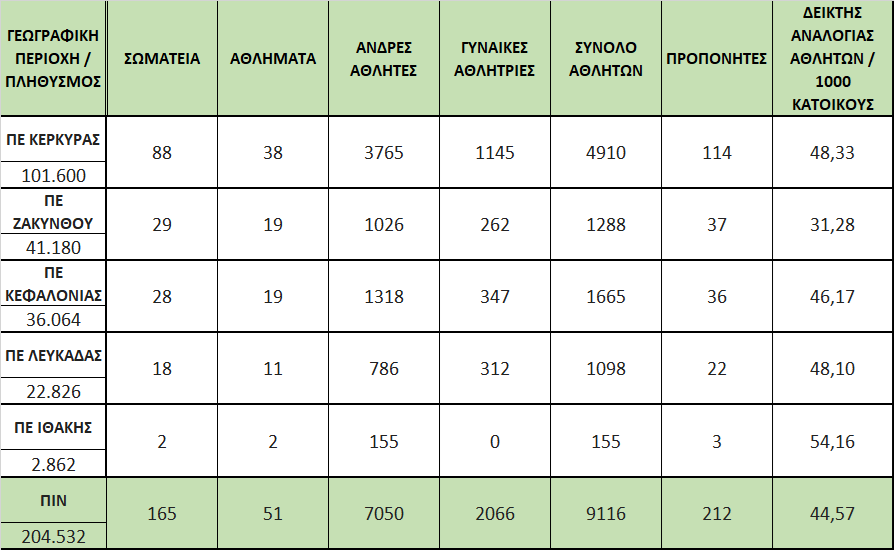 ΓΕΩΓΡΑΦΙΚΗ
ΠΕΡΙΟΧΗ /
ΠΛΗΘΥΣΜΟΣ
ΣΩΜΑΤΕΙΑ
ΑΘΛΗΜΑΤΑ
ΑΝΔΡΕΣ
ΑΘΛΗΤΕΣ
ΓΥΝΑΙΚΕΣ
ΑΘΛΗΤΡΙΕΣ
ΣΥΝΟΛΟ
ΑΘΛΗΤΩΝ
ΠΡΟΠΟΝΗΤΕΣ
ΔΕΙΚΤΗΣ
ΑΝΑΛΟΓΙΑΣ
ΑΘΛΗΤΩΝ /
1000
ΚΑΤΟΙΚΟΥΣ
ΠΕ ΚΕΡΚΥΡΑΣ
101.600
88 38 3765 1145 4910 114 48,33
ΠΕ
ΖΑΚΥΝΘΟΥ
41.180
29 19 1026 262 1288 37 31,28
ΠΕ
ΚΕΦΑΛΟΝΙΑΣ
36.064
28 19 1318 347 1665 36 46,17
ΠΕ ΛΕΥΚΑΔΑΣ
22.826
18 11 786 312 1098 22 48,10
ΠΕ ΙΘΑΚΗΣ
2.862
2 2 155 0 155 3 54,16
ΠΙΝ
204.532
165 51 7050 2066 9116 212 44,57